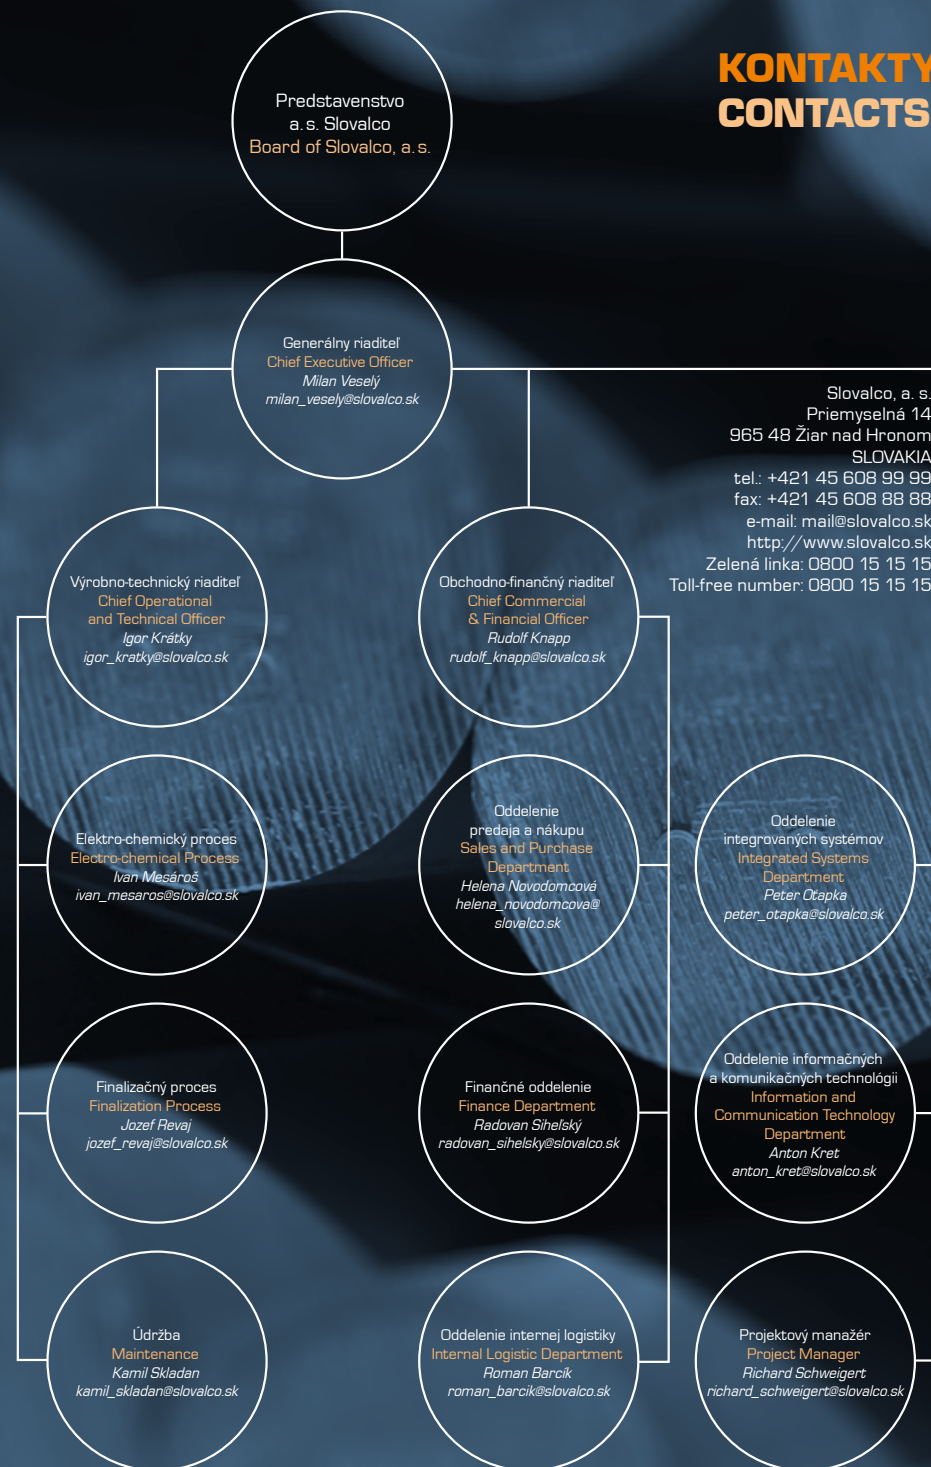 KONTAKTY
CONTACTS
Predstavenstvo
a. s. Slovalco
Board of Slovalco, a. s.
Generálny riaditeľ
Chief Executive Officer
Milan Veselý
milan_vesely@slovalco.sk
Slovalco, a. s.
Priemyselná 14
965 48 Žiar nad Hronom
SLOVAKIA
tel.: +421 45 608 99 99
fax: +421 45 608 88 88
e-mail: mail@slovalco.sk
http://www.slovalco.sk
Zelená linka: 0800 15 15 15
Toll-free number: 0800 15 15 15
Výrobno-technický riaditeľ
Chief Operational
and Technical Officer
Igor Krátky
igor_kratky@slovalco.sk
Obchodno-finančný riaditeľ
Chief Commercial
& Financial Officer
Rudolf Knapp
rudolf_knapp@slovalco.sk
Elektro-chemický proces
Electro-chemical Process
Ivan Mesároš
ivan_mesaros@slovalco.sk
Oddelenie
predaja a nákupu
Sales and Purchase
Department
Helena Novodomcová
helena_novodomcova@
slovalco.sk
Oddelenie
integrovaných systémov
Integrated Systems
Department
Peter Oťapka
peter_otapka@slovalco.sk
Finalizačný proces
Finalization Process
Jozef Revaj
jozef_revaj@slovalco.sk
Finančné oddelenie
Finance Department
Radovan Siheľský
radovan_sihelsky@slovalco.sk
Oddelenie informačných
a komunikačných technológii
Information and
Communication Technology
Department
Anton Kret
anton_kret@slovalco.sk
Údržba
Maintenance
Kamil Skladan
kamil_skladan@slovalco.sk
Oddelenie internej logistiky
Internal Logistic Department
Roman Barcík
roman_barcik@slovalco.sk
Projektový manažér
Project Manager
Richard Schweigert
richard_schweigert@slovalco.sk